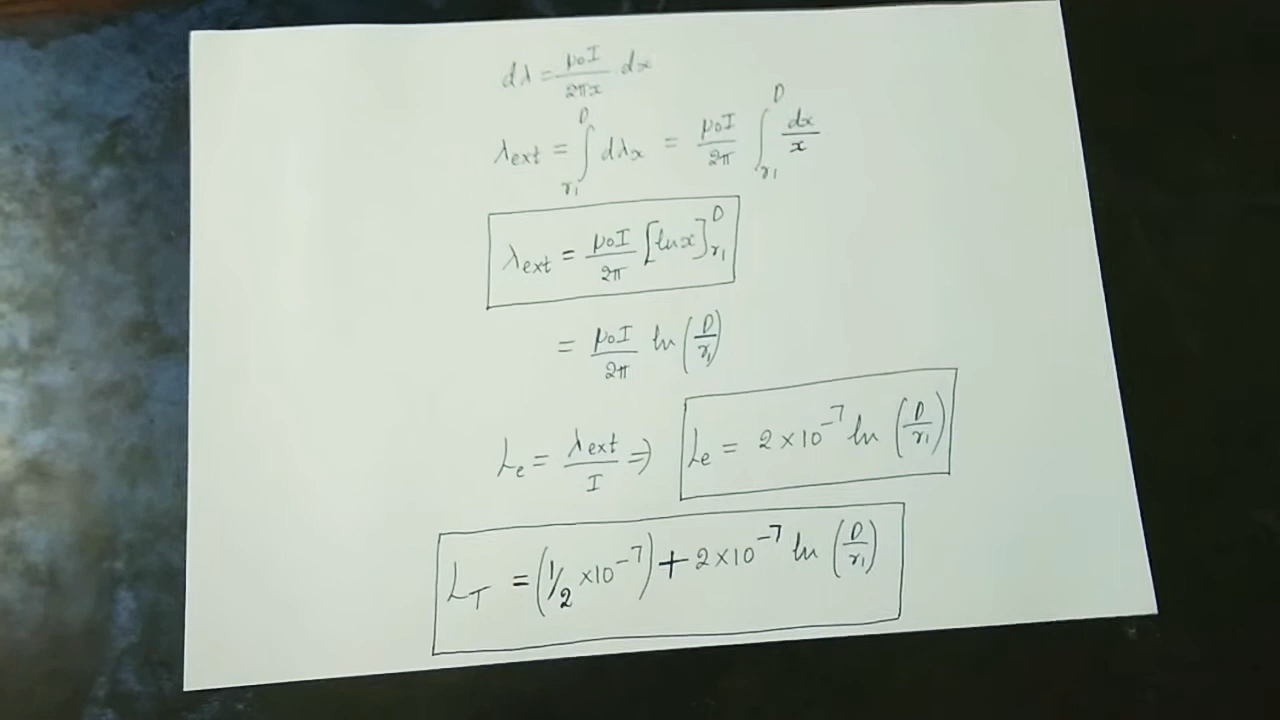 dλ = μ₀I/2πx dx
λext = ∫_{r₁}^{D} dλx = μ₀I/2π ∫_{r₁}^{D} dx/x
λext = μ₀I/2π [ln x]_{r₁}^{D}
= μ₀I/2π ln (D/r₁)
Le = λext/I ⇒ Le = 2×10⁻⁷ ln (D/r₁)
L_T = (1/2 ×10⁻⁷) + 2×10⁻⁷ ln (D/r₁)